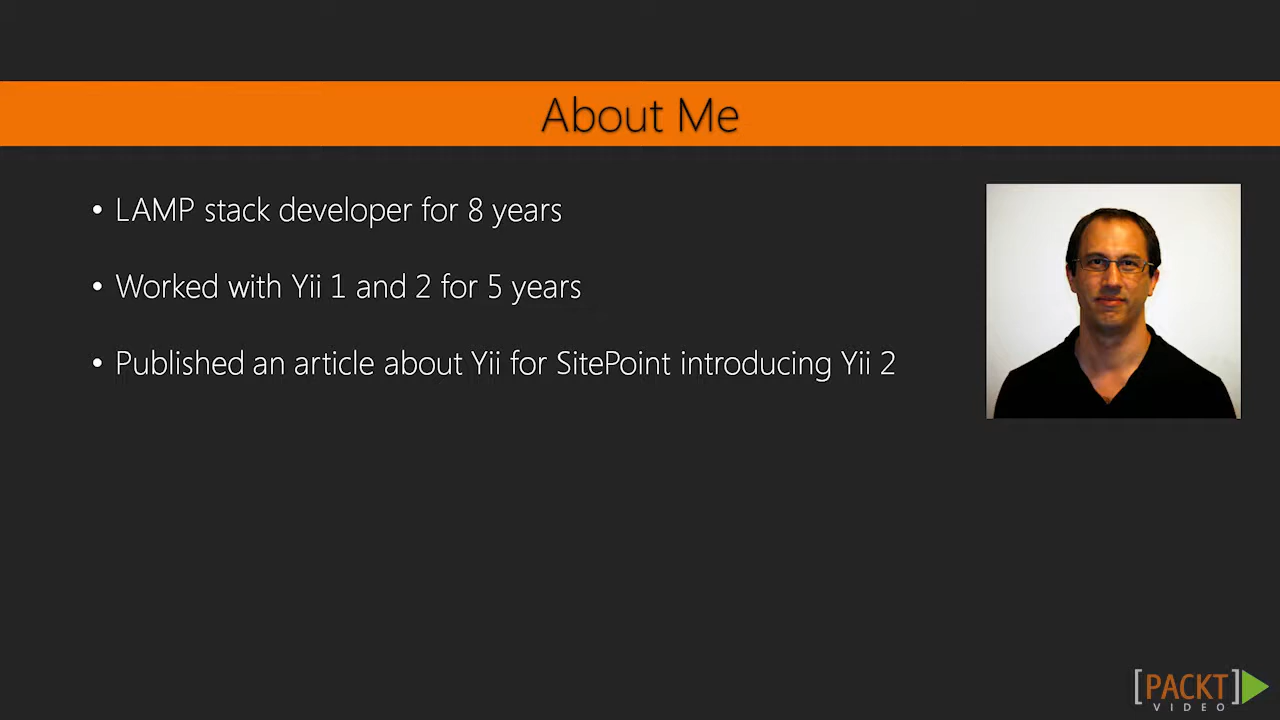 About Me
• LAMP stack developer for 8 years
• Worked with Yii 1 and 2 for 5 years
• Published an article about Yii for SitePoint introducing Yii 2
[PACKT]
VIDEO